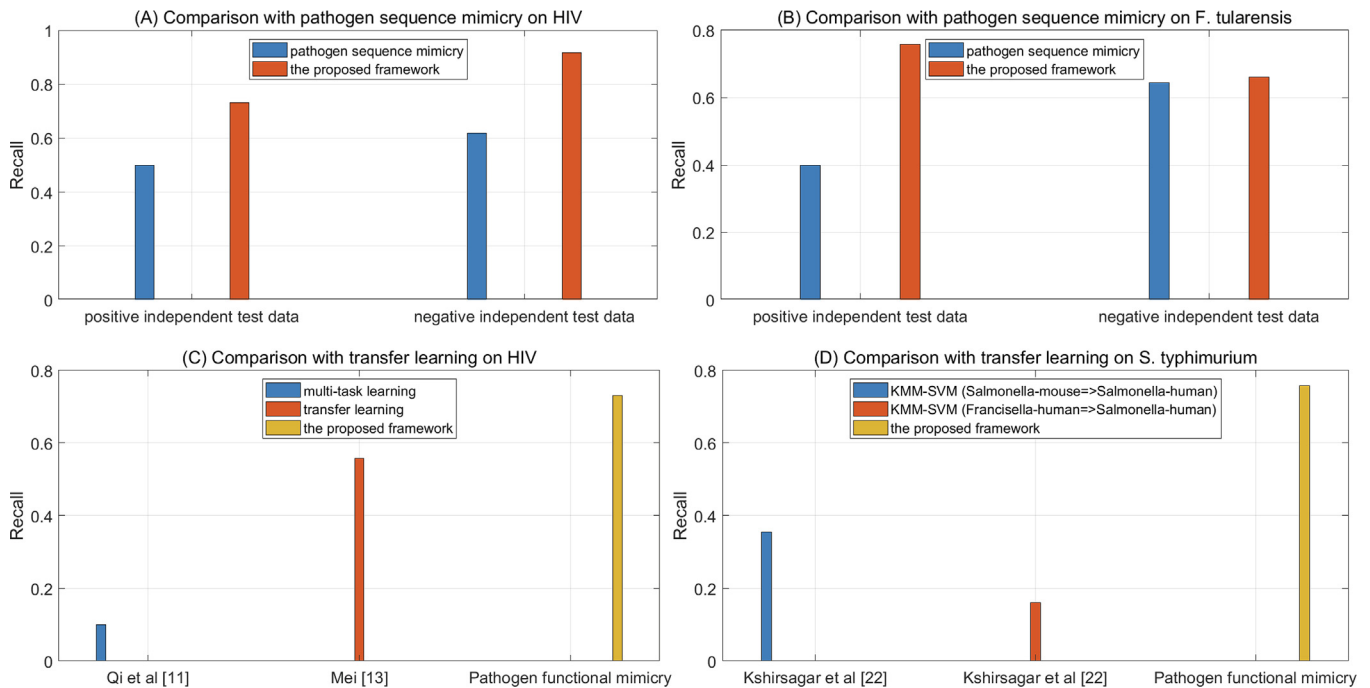 (A) Comparison with pathogen sequence mimicry on HIV
1
0.8
0.6
0.4
0.2
0
Recall
pathogen sequence mimicry
the proposed framework
positive independent test data
negative independent test data
(B) Comparison with pathogen sequence mimicry on F. tularensis
0.8
0.6
0.4
0.2
0
Recall
pathogen sequence mimicry
the proposed framework
positive independent test data
negative independent test data
(C) Comparison with transfer learning on HIV
0.8
0.6
0.4
0.2
0
Recall
multi-task learning
transfer learning
the proposed framework
Qi et al [11]
Mei [13]
Pathogen functional mimicry
(D) Comparison with transfer learning on S. typhimurium
0.8
0.6
0.4
0.2
0
Recall
KMM-SVM (Salmonella-mouse=>Salmonella-human)
KMM-SVM (Francisella-human=>Salmonella-human)
the proposed framework
Kshirsagar et al [22]
Kshirsagar et al [22]
Pathogen functional mimicry